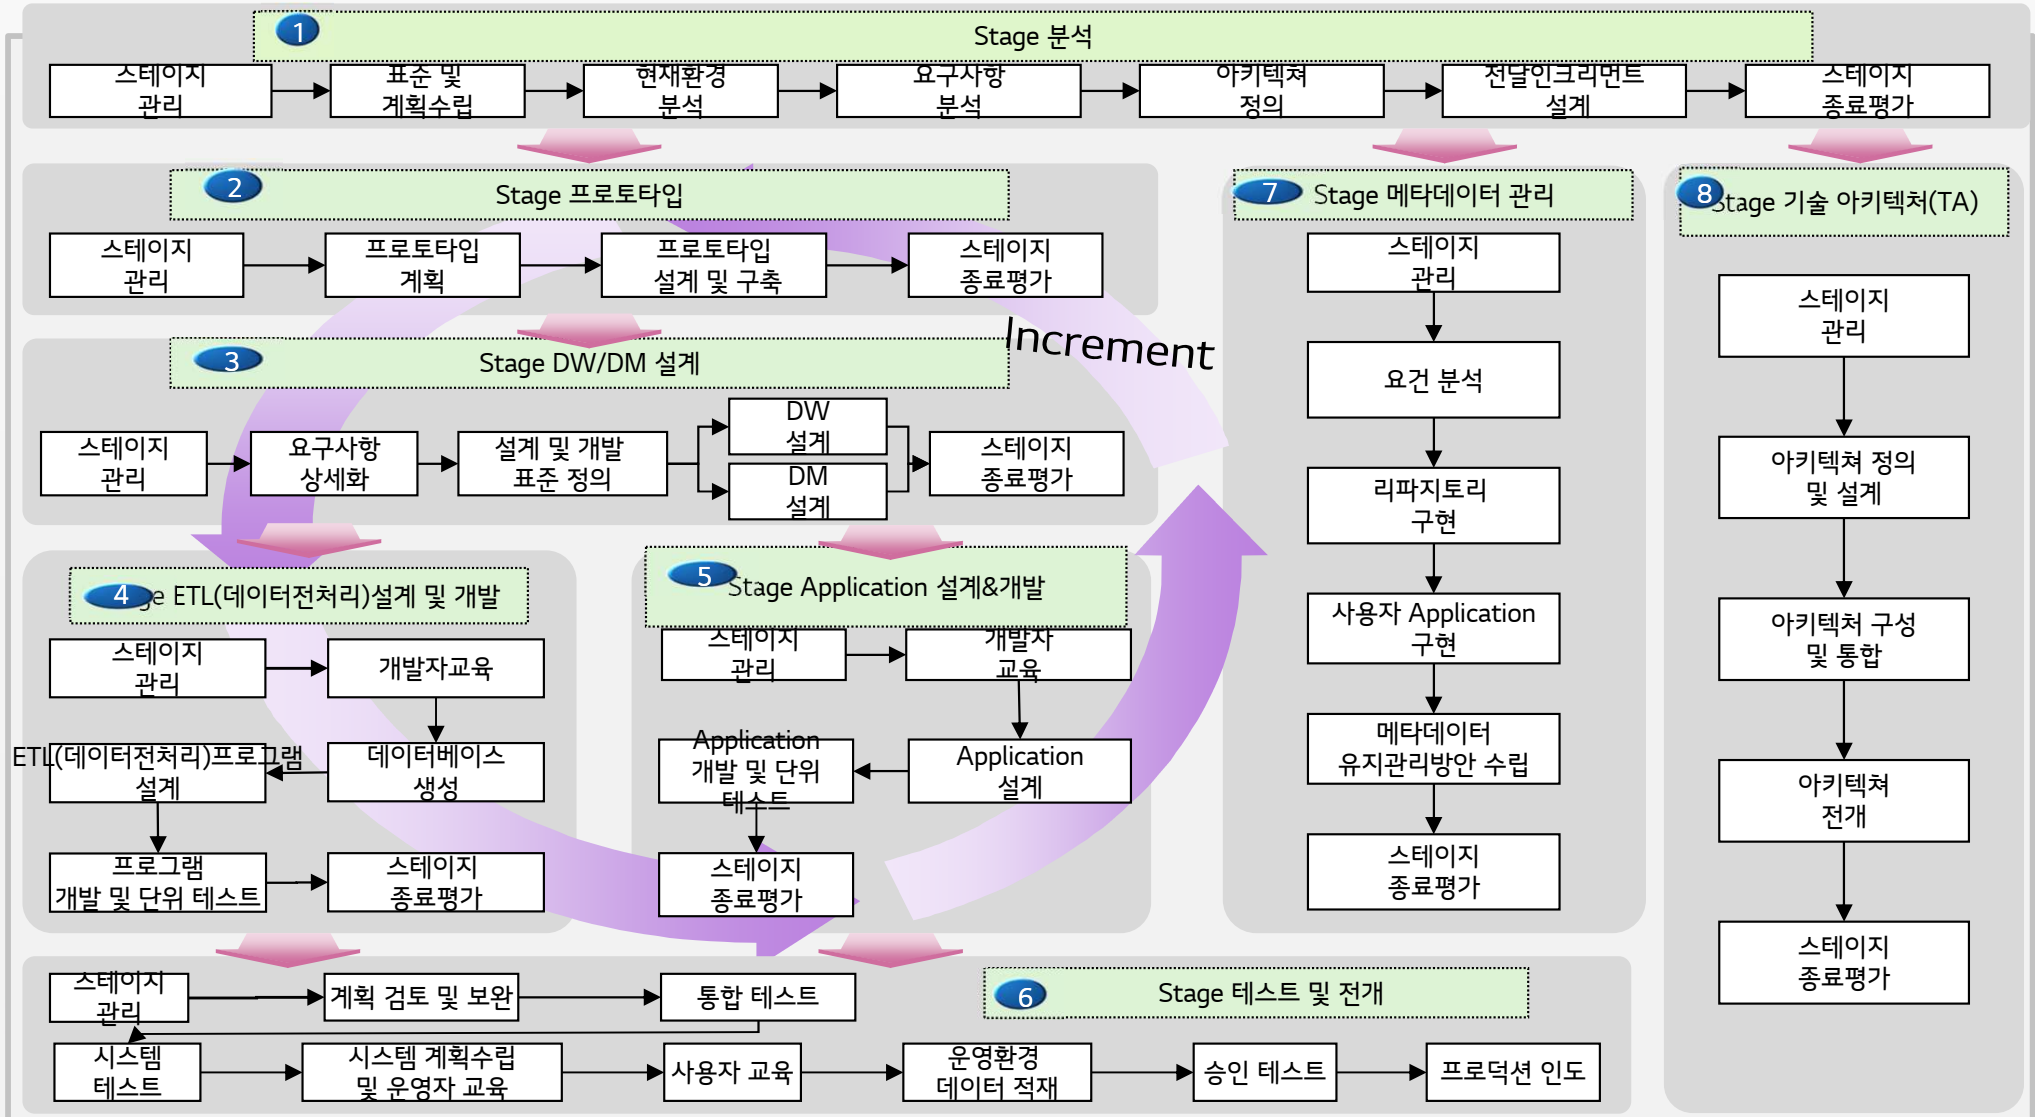 1
Stage 분석
스테이지
관리
표준 및
계획수립
현재환경
분석
요구사항
분석
아키텍쳐
정의
전달인크리먼트
설계
스테이지
종료평가
2
Stage 프로토타입
스테이지
관리
프로토타입
계획
프로토타입
설계 및 구축
스테이지
종료평가
Increment
3
Stage DW/DM 설계
스테이지
관리
요구사항
상세화
설계 및 개발
표준 정의
DW
설계
DM
설계
스테이지
종료평가
4
ge ETL(데이터전처리)설계 및 개발
스테이지
관리
개발자교육
데이터베이스
생성
ETL(데이터전처리)프로그램
설계
프로그램
개발 및 단위 테스트
스테이지
종료평가
5
Stage Application 설계&개발
스테이지
관리
개발자
교육
Application
설계
Application
개발 및 단위
테스트
스테이지
종료평가
6
Stage 테스트 및 전개
스테이지
관리
계획 검토 및 보완
통합 테스트
시스템
테스트
시스템 계획수립
및 운영자 교육
사용자 교육
운영환경
데이터 적재
승인 테스트
프로덕션 인도
7
Stage 메타데이터 관리
스테이지
관리
요건 분석
리파지토리
구현
사용자 Application
구현
메타데이터
유지관리방안 수립
스테이지
종료평가
8
Stage 기술 아키텍처(TA)
스테이지
관리
아키텍쳐 정의
및 설계
아키텍처 구성
및 통합
아키텍쳐
전개
스테이지
종료평가